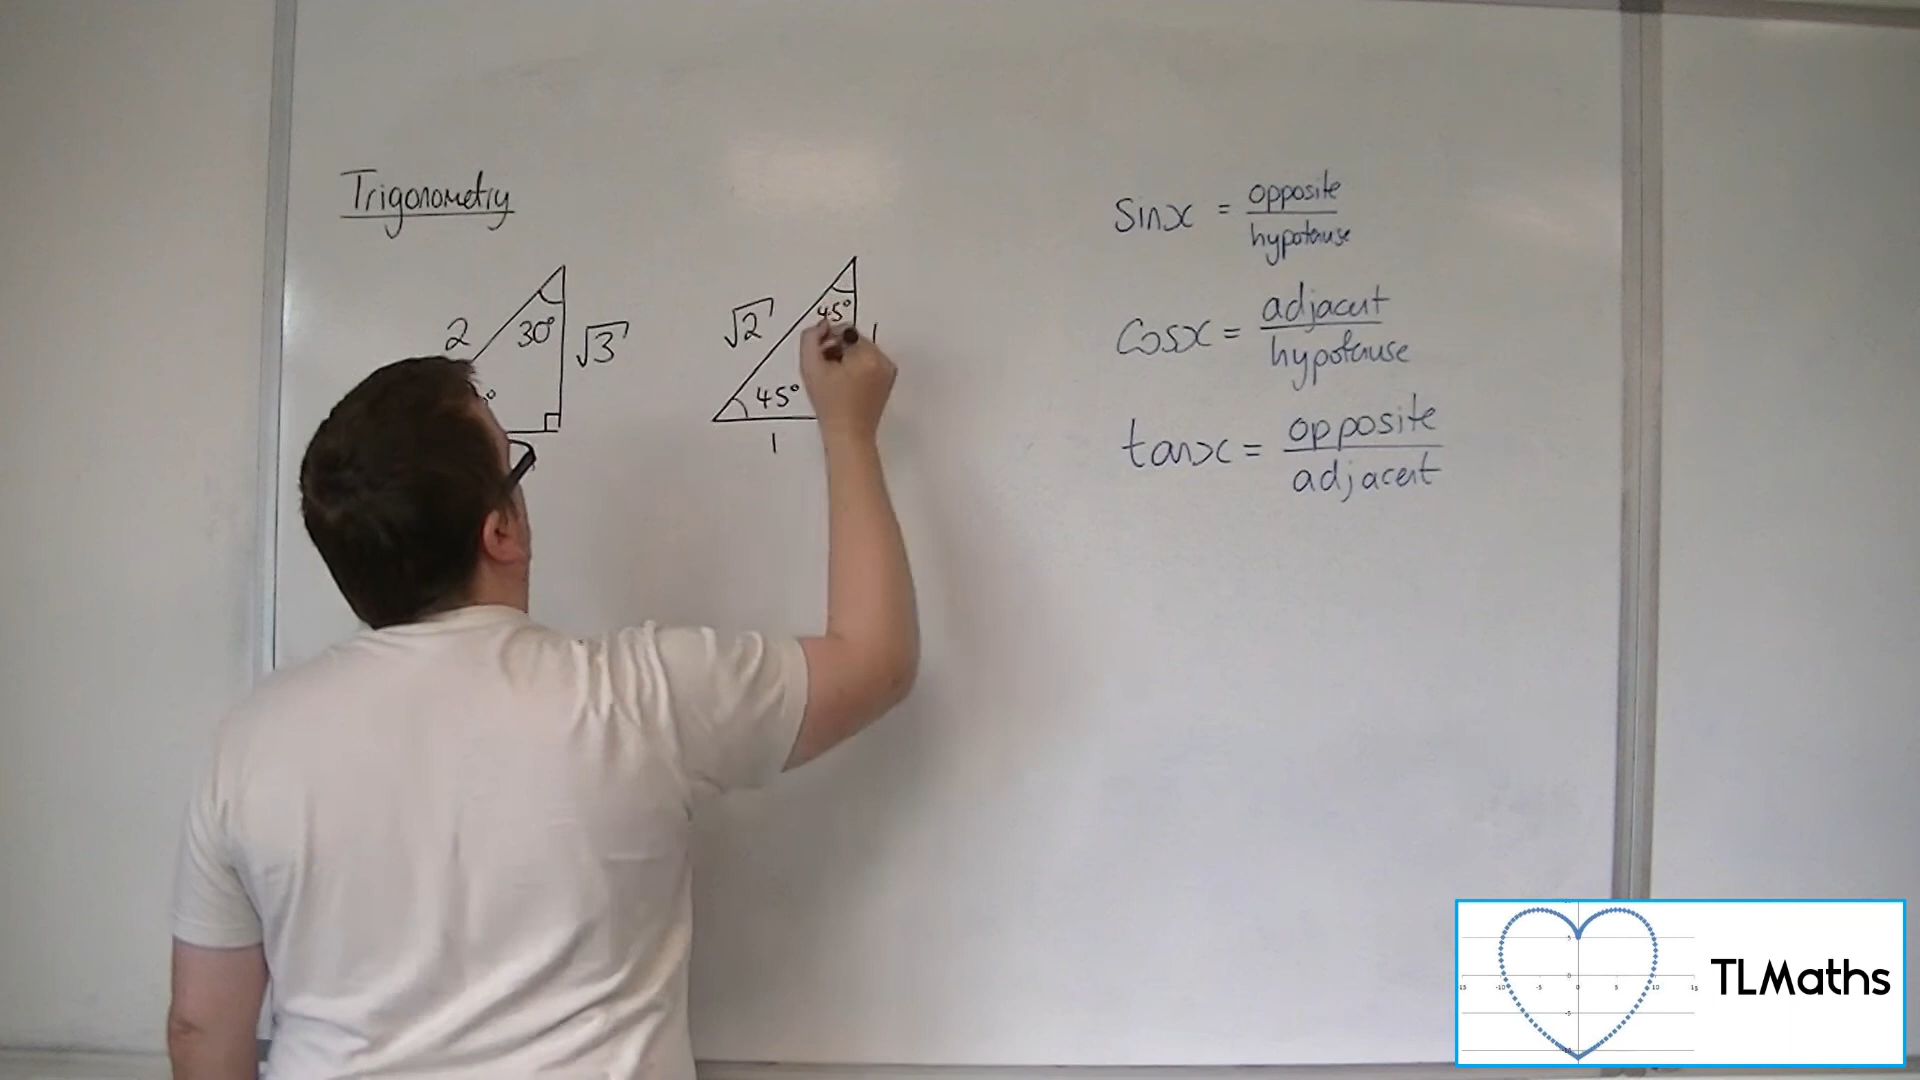 Trigonometry
2
30°
√3
√2
45°
1
45°
1
sinx = opposite
hypotenuse
Cosx = adjacent
hypotenuse
tanx = opposite
adjacent
TLMaths